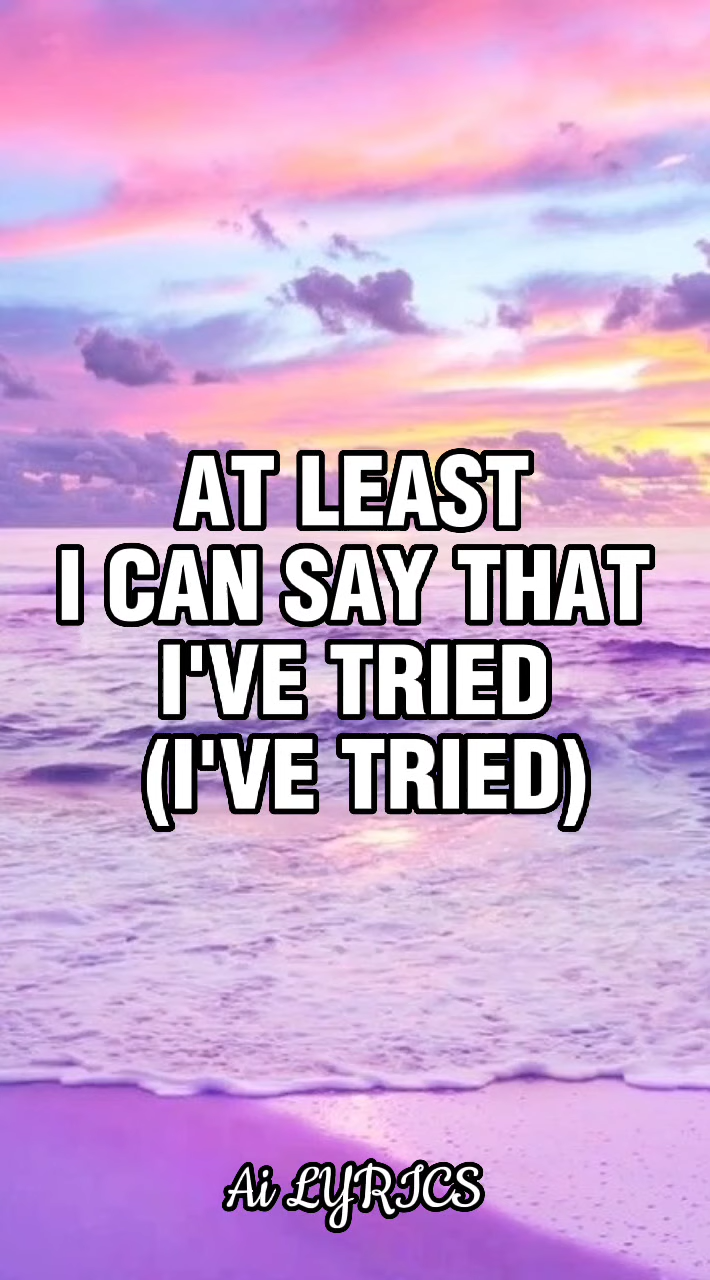 AT LEAST
I CAN SAY THAT
I'VE TRIED
(I'VE TRIED)
Ai LYRICS